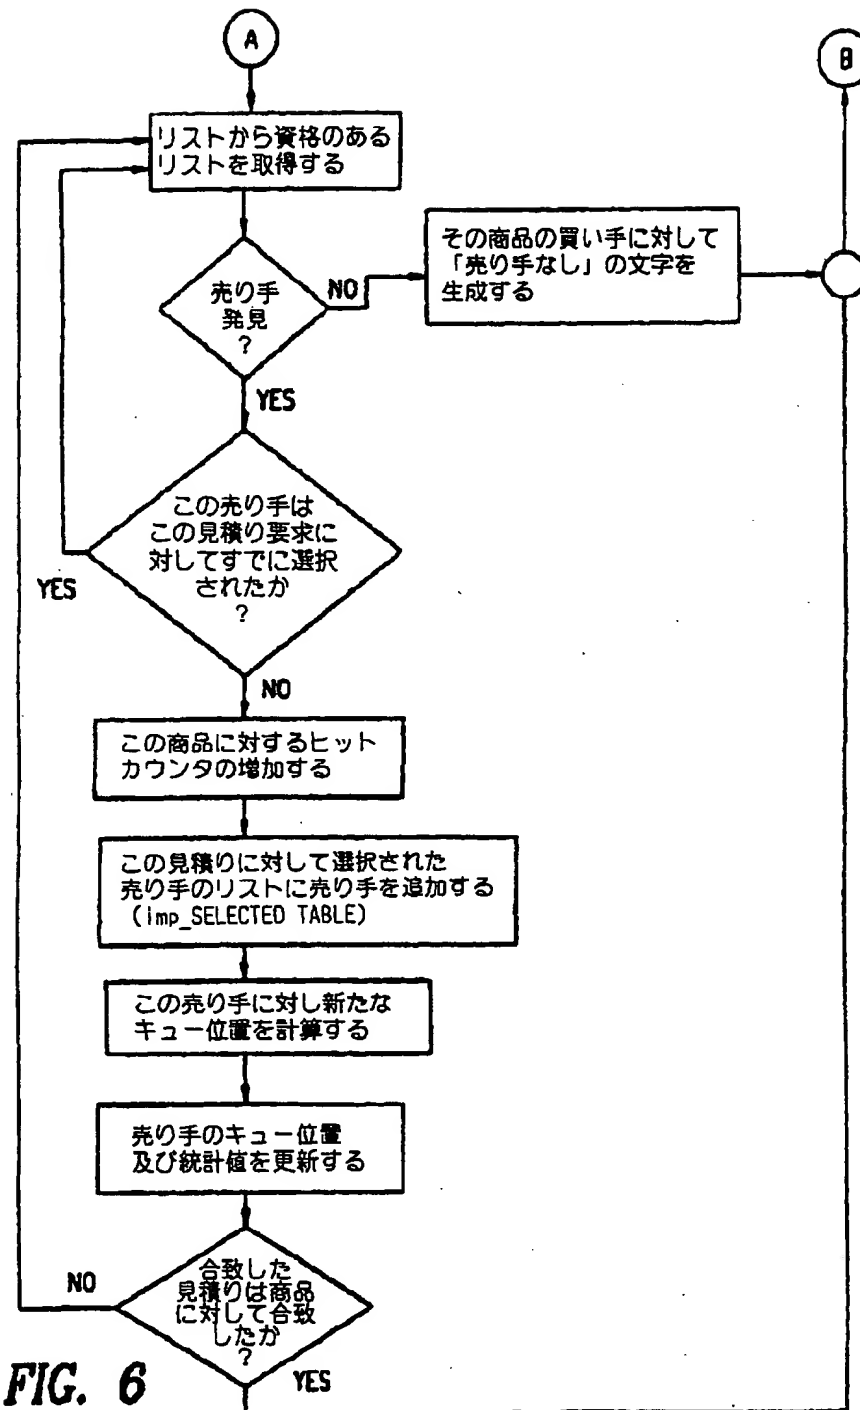 A
B
リストから資格のある
リストを取得する
売り手
発見
?
NO
その商品の買い手に対して
「売り手なし」の文字を
生成する
YES
この売り手は
この見積り要求に
対してすでに選択
されたか
?
YES
NO
この商品に対するヒット
カウンタの増加する
この見積りに対して選択された
売り手のリストに売り手を追加する
(imp_SELECTED TABLE)
この売り手に対し新たな
キュー位置を計算する
売り手のキュー位置
及び統計値を更新する
合致した
見積りは商品
に対して合致
したか
?
NO
YES
FIG. 6